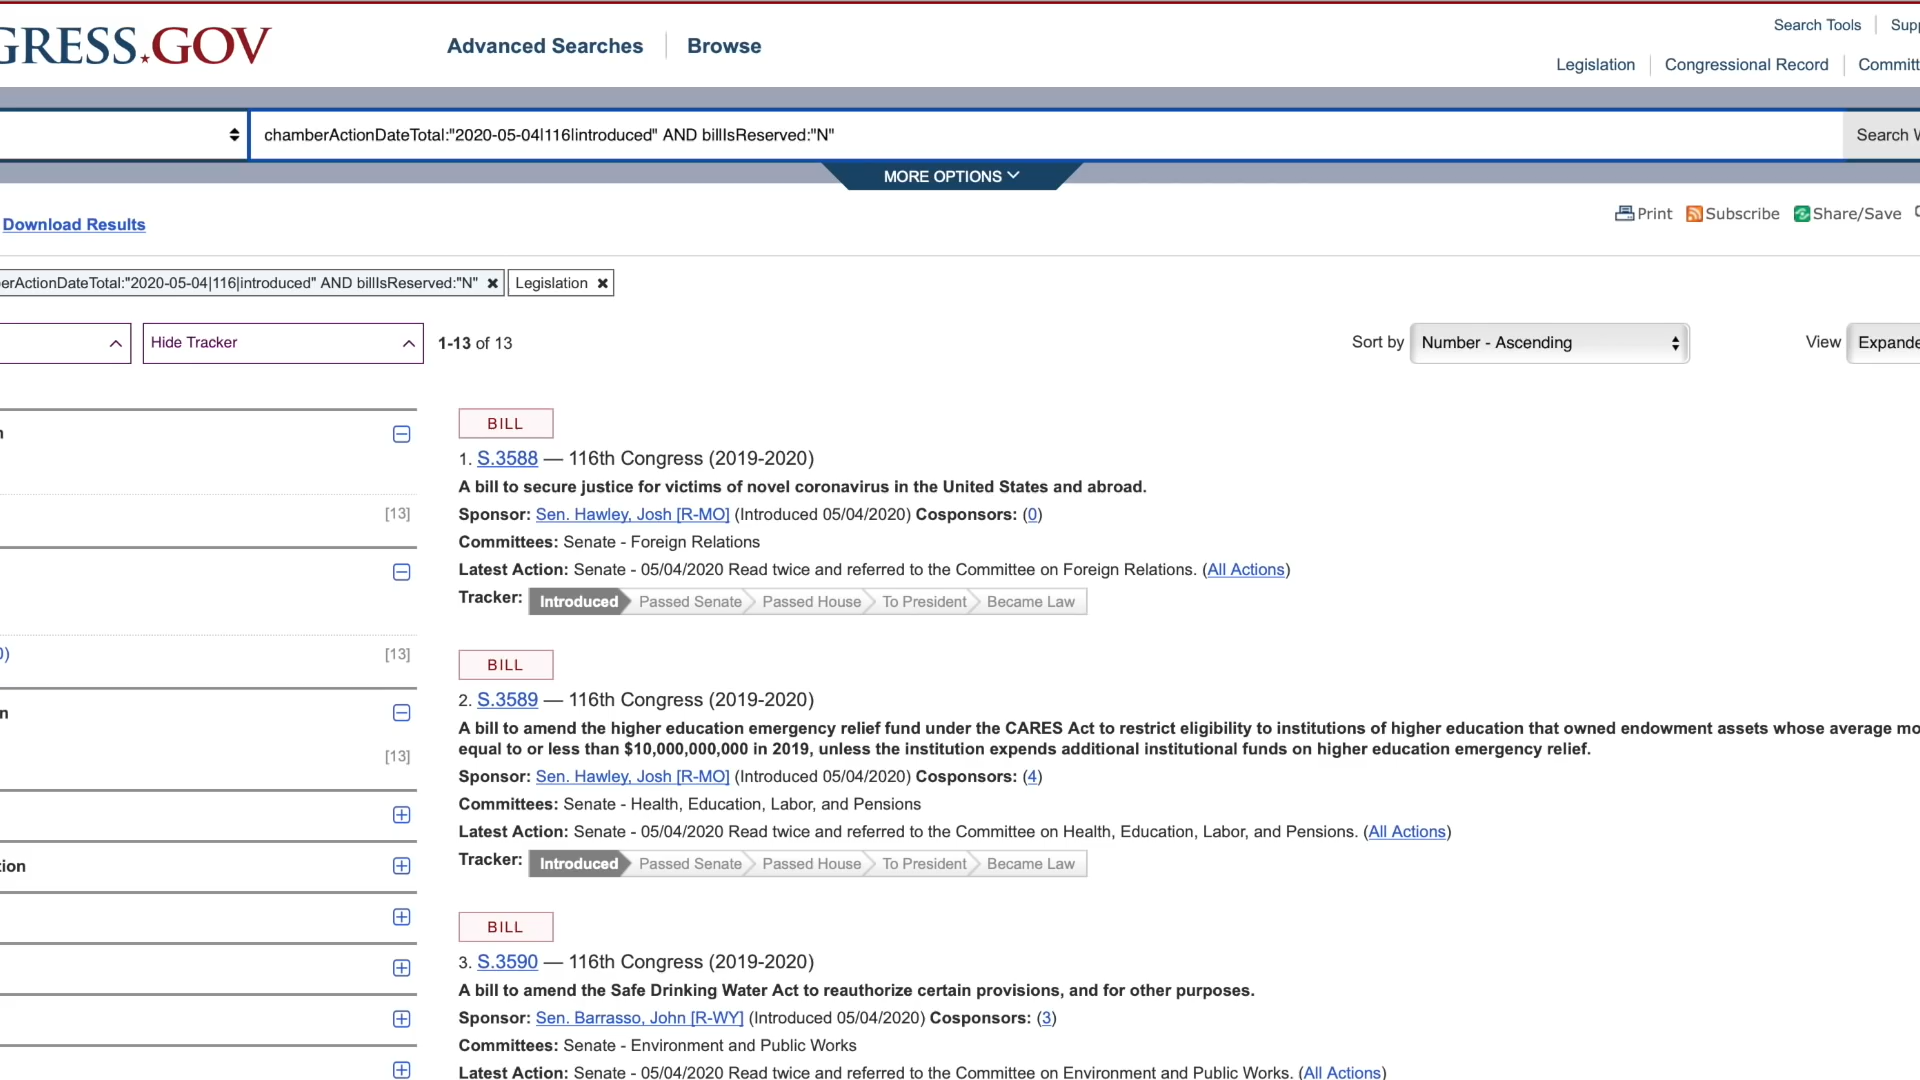 GRESS.GOV
Advanced Searches
Browse
Search Tools
Legislation
Congressional Record
chamberActionDateTotal:"2020-05-04|116|introduced" AND billIsReserved:"N"
Search
MORE OPTIONS
Download Results
Print
Subscribe
Share/Save
erActionDateTotal:"2020-05-04|116|introduced" AND billIsReserved:"N" ×
Legislation ×
Hide Tracker
1-13 of 13
Sort by
Number - Ascending
View
[13]
[13]
[13]
BILL
1. S.3588 — 116th Congress (2019-2020)
A bill to secure justice for victims of novel coronavirus in the United States and abroad.
Sponsor: Sen. Hawley, Josh [R-MO] (Introduced 05/04/2020) Cosponsors: (0)
Committees: Senate - Foreign Relations
Latest Action: Senate - 05/04/2020 Read twice and referred to the Committee on Foreign Relations. (All Actions)
Tracker: Introduced Passed Senate Passed House To President Became Law
BILL
2. S.3589 — 116th Congress (2019-2020)
A bill to amend the higher education emergency relief fund under the CARES Act to restrict eligibility to institutions of higher education that owned endowment assets whose average
equal to or less than $10,000,000,000 in 2019, unless the institution expends additional institutional funds on higher education emergency relief.
Sponsor: Sen. Hawley, Josh [R-MO] (Introduced 05/04/2020) Cosponsors: (4)
Committees: Senate - Health, Education, Labor, and Pensions
Latest Action: Senate - 05/04/2020 Read twice and referred to the Committee on Health, Education, Labor, and Pensions. (All Actions)
Tracker: Introduced Passed Senate Passed House To President Became Law
BILL
3. S.3590 — 116th Congress (2019-2020)
A bill to amend the Safe Drinking Water Act to reauthorize certain provisions, and for other purposes.
Sponsor: Sen. Barrasso, John [R-WY] (Introduced 05/04/2020) Cosponsors: (3)
Committees: Senate - Environment and Public Works
Latest Action: Senate - 05/04/2020 Read twice and referred to the Committee on Environment and Public Works. (All Actions)